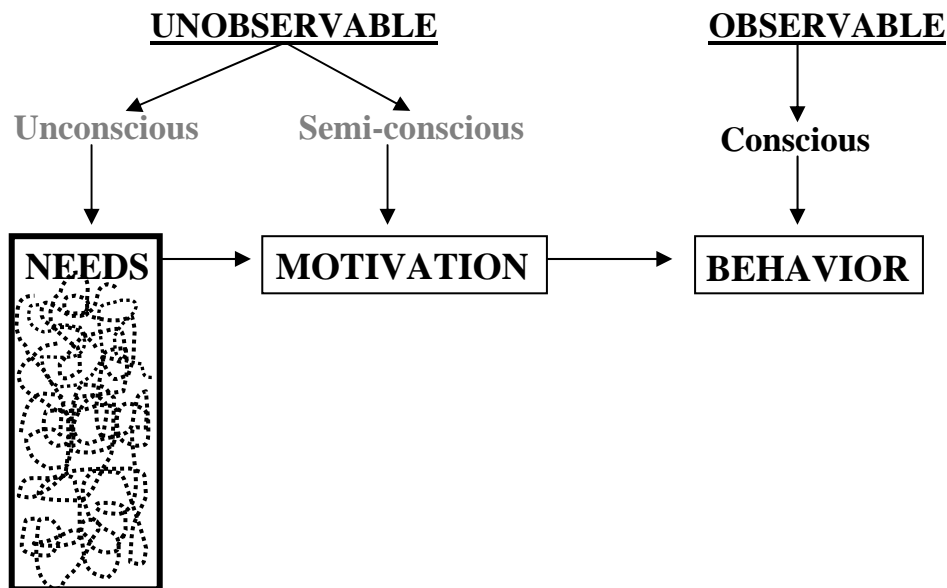 UNOBSERVABLE OBSERVABLE
Unconscious Semi-conscious Conscious
NEEDS MOTIVATION BEHAVIOR